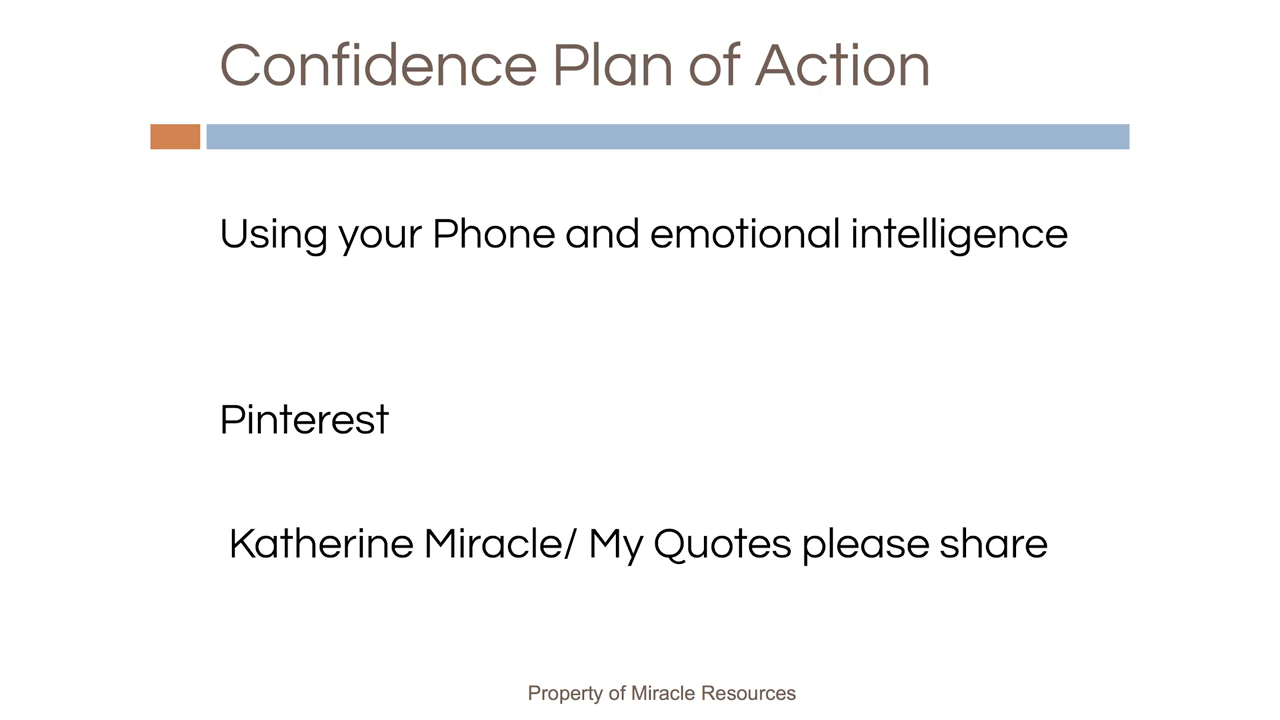 Confidence Plan of Action
Using your Phone and emotional intelligence
Pinterest
Katherine Miracle/ My Quotes please share
Property of Miracle Resources